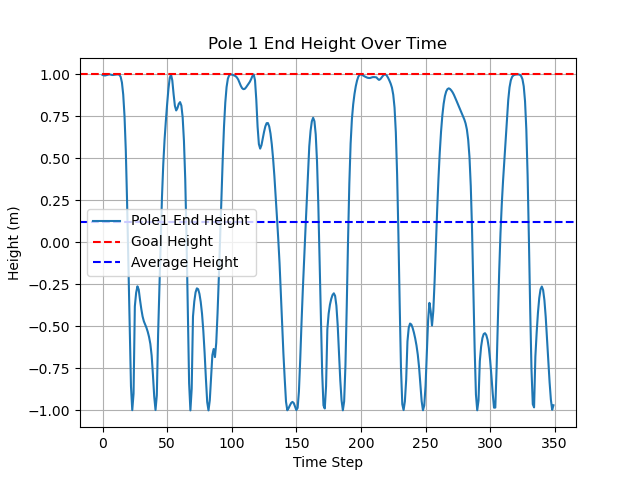 Pole 1 End Height Over Time
Height (m)
1.00
0.75
0.50
0.25
0.00
−0.25
−0.50
−0.75
−1.00
Pole1 End Height
Goal Height
Average Height
0 50 100 150 200 250 300 350
Time Step